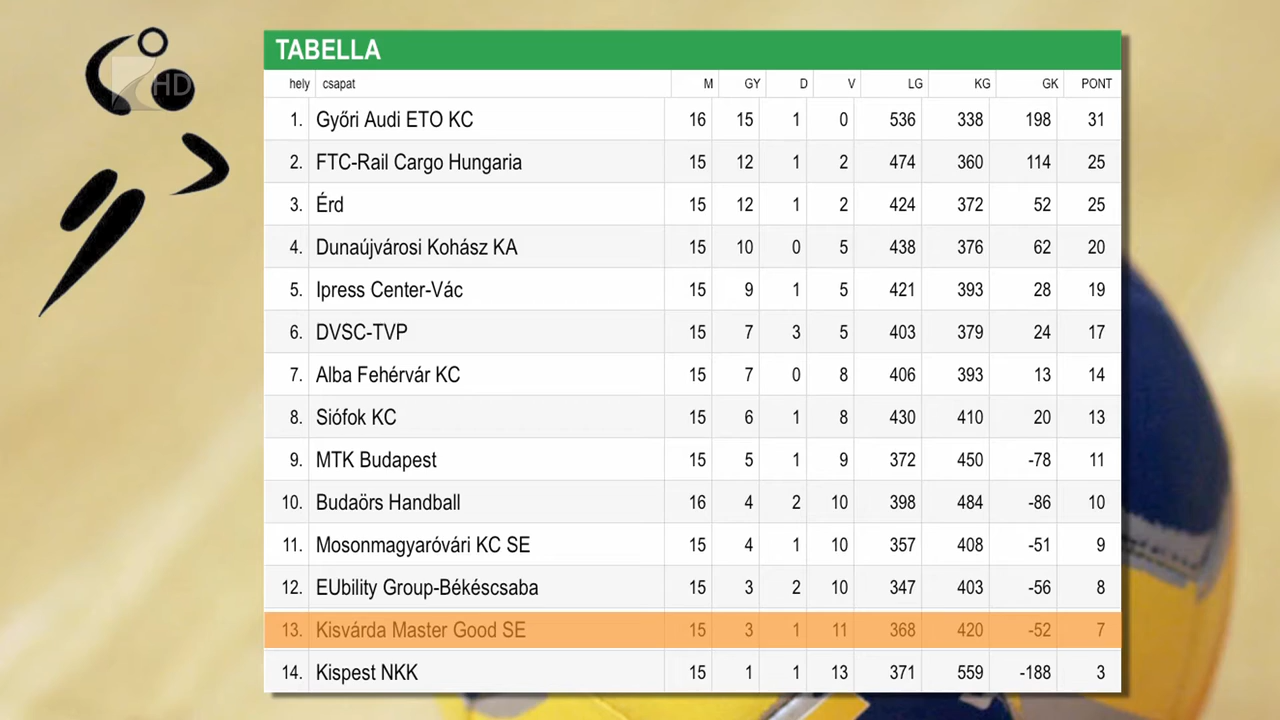 HD
TABELLA
hely csapat M GY D V LG KG GK PONT
1. Győri Audi ETO KC 16 15 1 0 536 338 198 31
2. FTC-Rail Cargo Hungaria 15 12 1 2 474 360 114 25
3. Érd 15 12 1 2 424 372 52 25
4. Dunaújvárosi Kohász KA 15 10 0 5 438 376 62 20
5. Ipress Center-Vác 15 9 1 5 421 393 28 19
6. DVSC-TVP 15 7 3 5 403 379 24 17
7. Alba Fehérvár KC 15 7 0 8 406 393 13 14
8. Siófok KC 15 6 1 8 430 410 20 13
9. MTK Budapest 15 5 1 9 372 450 -78 11
10. Budaörs Handball 16 4 2 10 398 484 -86 10
11. Mosonmagyaróvári KC SE 15 4 1 10 357 408 -51 9
12. EUbility Group-Békéscsaba 15 3 2 10 347 403 -56 8
13. Kisvárda Master Good SE 15 3 1 11 368 420 -52 7
14. Kispest NKK 15 1 1 13 371 559 -188 3